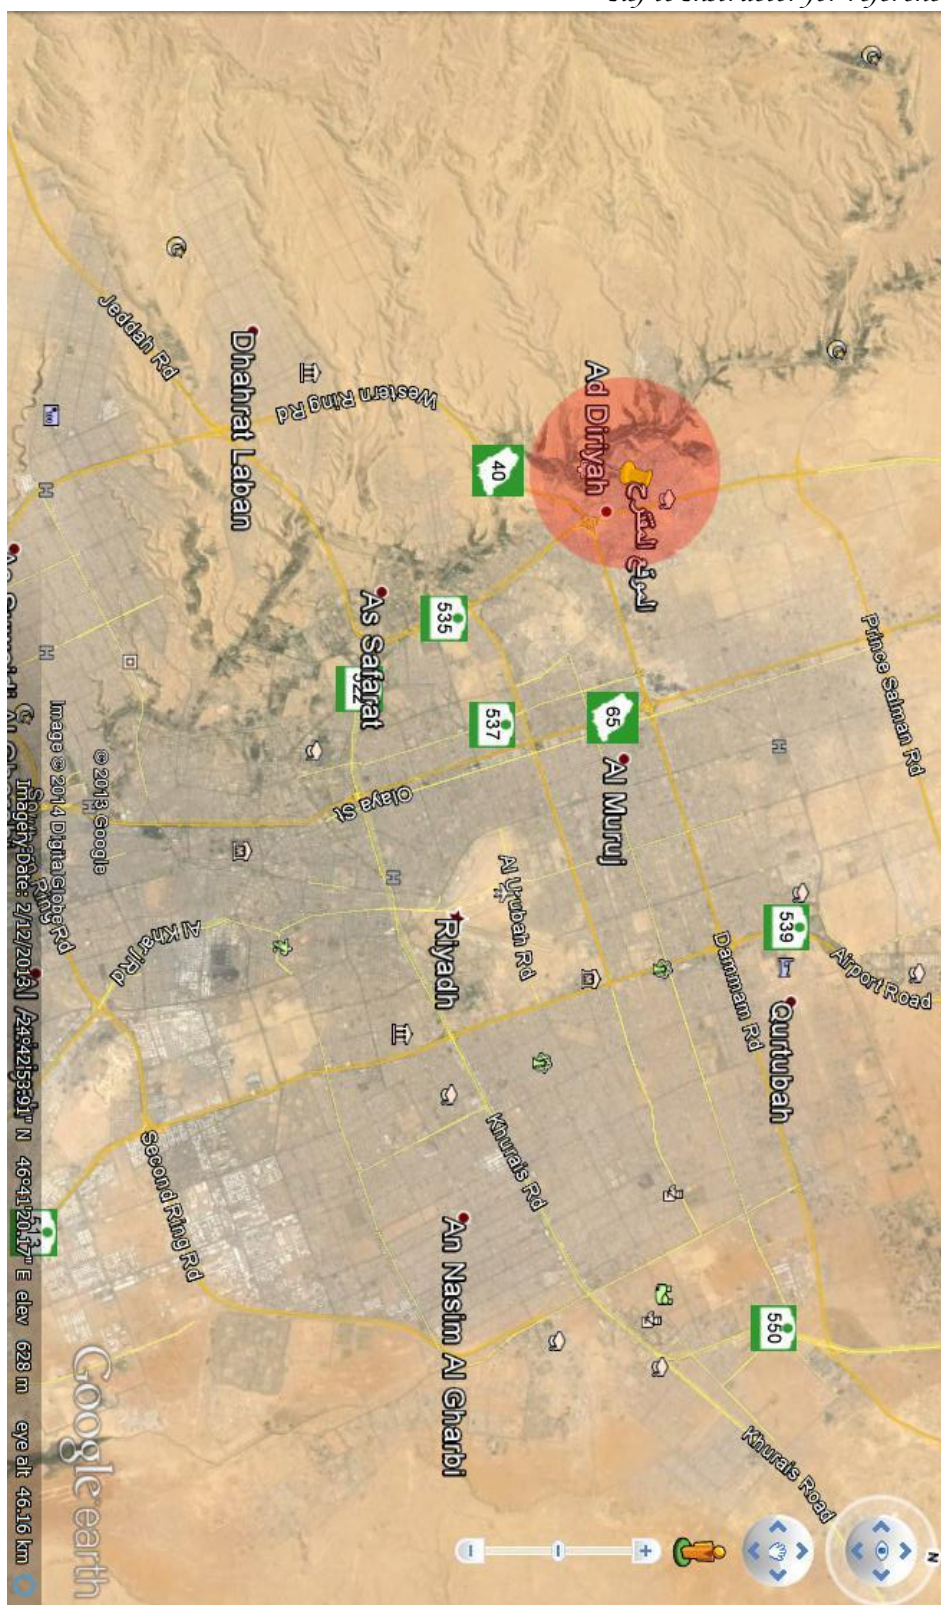 Ad Diriyah
الموقع المقترح
40
Western Ring Rd
Jeddah Rd
Dhahrat Laban
As Safarat
535
522
537
65
Al Muruj
Prince Salman Rd
Olaya St
Al Urubah Rd
Riyadh
539
Airport Road
Qurtubah
Dammam Rd
Al Kharj Rd
Khurais Rd
Second Ring Rd
An Nasim Al Gharbi
550
Khurais Road
513
N
© 2013 Google
Image © 2014 DigitalGlobe
Imagery Date: 2/12/2013 24°42'53.91" N 46°41'20.17" E elev 628 m eye alt 46.16 km
Google earth